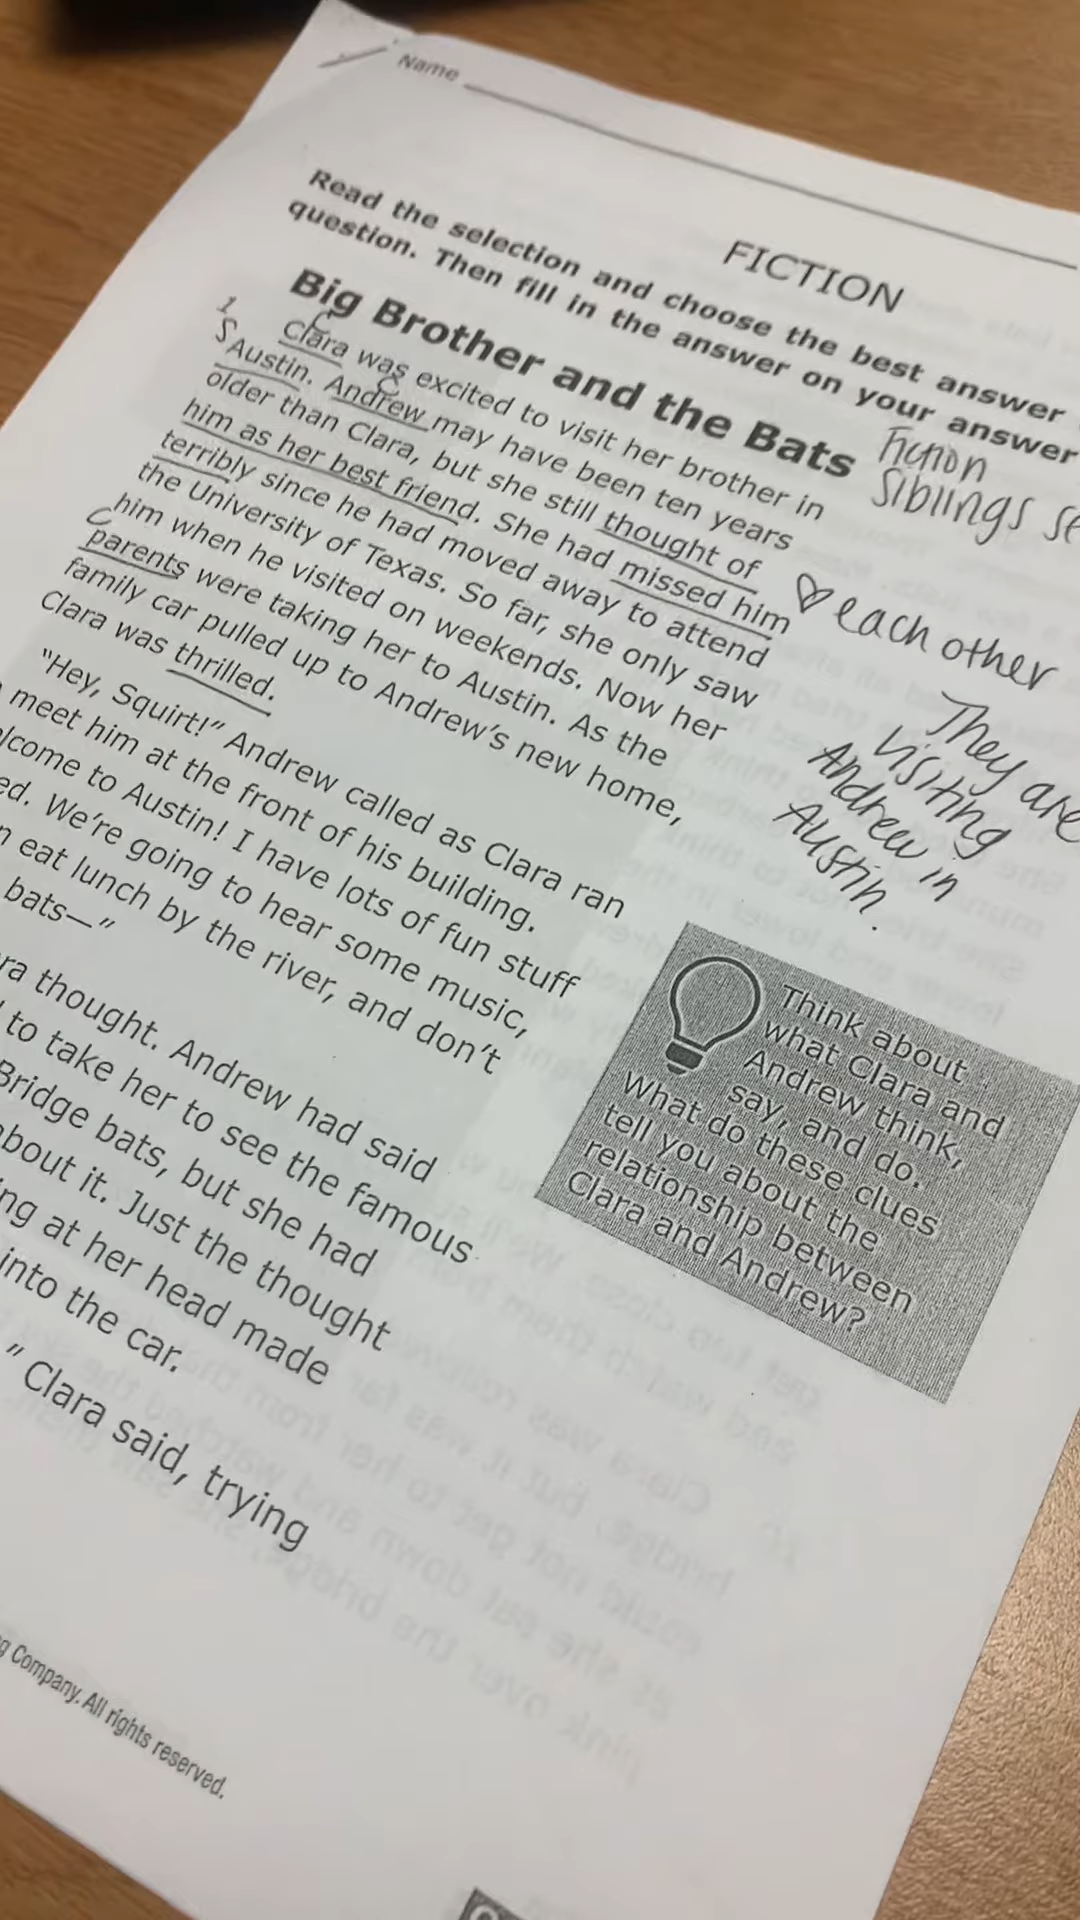 Name
FICTION
Read the selection and choose the best answer
question. Then fill in the answer on your answer
Big Brother and the Bats
Fiction
Siblings
1
S
C
Clara was excited to visit her brother in
C
Austin. Andrew may have been ten years
older than Clara, but she still thought of
him as her best friend. She had missed him
terribly since he had moved away to attend
the University of Texas. So far, she only saw
him when he visited on weekends. Now her
C
parents were taking her to Austin. As the
family car pulled up to Andrew's new home,
Clara was thrilled.
♡ each other
They are
visiting
Andrew in
Austin.
"Hey, Squirt!" Andrew called as Clara ran
meet him at the front of his building.
to Austin! I have lots of fun stuff
We're going to hear some music,
eat lunch by the river, and don't
bats—"
thought. Andrew had said
to take her to see the famous
Bridge bats, but she had
about it. Just the thought
at her head made
into the car.
" Clara said, trying
Think about
what Clara and
Andrew think,
say, and do.
What do these clues
tell you about the
relationship between
Clara and Andrew?
Company. All rights reserved.